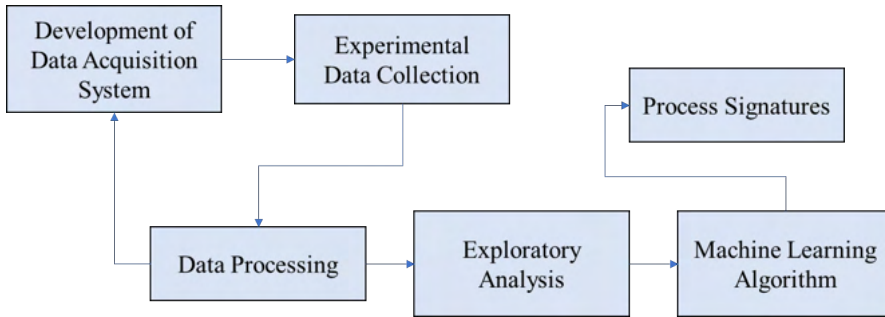 Development of
Data Acquisition
System
Experimental
Data Collection
Process Signatures
Data Processing
Exploratory
Analysis
Machine Learning
Algorithm